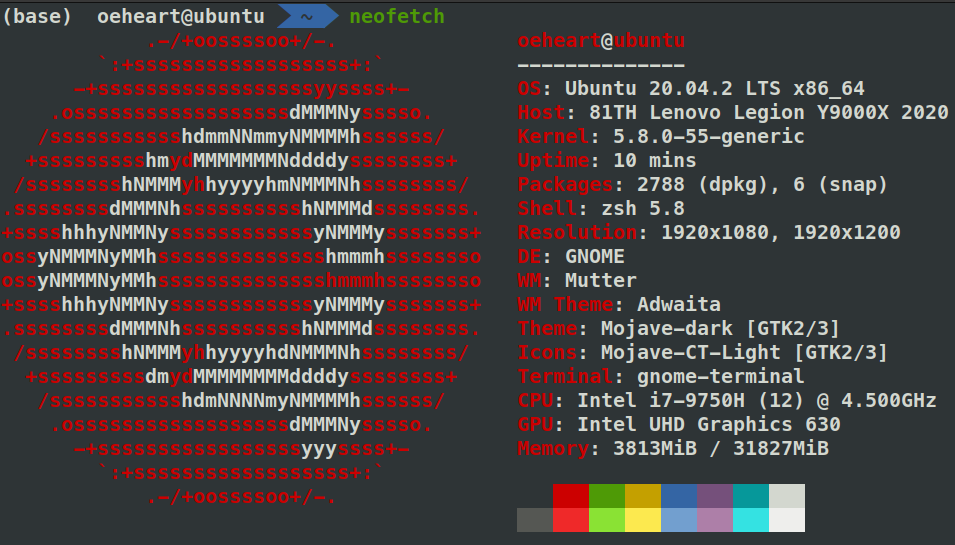 (base)  oeheart@ubuntu  ~  neofetch
            .-/+oossssoo+/-.               oeheart@ubuntu
        `:+ssssssssssssssssss+:`           --------------
      -+ssssssssssssssssssyyssss+-         OS: Ubuntu 20.04.2 LTS x86_64
    .ossssssssssssssssssdMMMNysssso.       Host: 81TH Lenovo Legion Y9000X 2020
   /ssssssssssshdmmNNmmyNMMMMhssssss/      Kernel: 5.8.0-55-generic
  +ssssssssshmydMMMMMMMNddddyssssssss+     Uptime: 10 mins
 /sssssssshNMMMyhhyyyyhmNMMMNhssssssss/    Packages: 2788 (dpkg), 6 (snap)
.ssssssssdMMMNhsssssssssshNMMMdssssssss.   Shell: zsh 5.8
+sssshhhyNMMNyssssssssssssyNMMMysssssss+   Resolution: 1920x1080, 1920x1200
ossyNMMMNyMMhsssssssssssssshmmmhssssssso   DE: GNOME
ossyNMMMNyMMhsssssssssssssshmmmhssssssso   WM: Mutter
+sssshhhyNMMNyssssssssssssyNMMMysssssss+   WM Theme: Adwaita
.ssssssssdMMMNhsssssssssshNMMMdssssssss.   Theme: Mojave-dark [GTK2/3]
 /sssssssshNMMMyhhyyyyhdNMMMNhssssssss/    Icons: Mojave-CT-Light [GTK2/3]
  +sssssssssdmydMMMMMMMMddddyssssssss+     Terminal: gnome-terminal
   /ssssssssssshdmNNNNmyNMMMMhssssss/      CPU: Intel i7-9750H (12) @ 4.500GHz
    .ossssssssssssssssssdMMMNysssso.       GPU: Intel UHD Graphics 630
      -+sssssssssssssssssyyyssss+-         Memory: 3813MiB / 31827MiB
        `:+ssssssssssssssssss+:`
            .-/+oossssoo+/-.